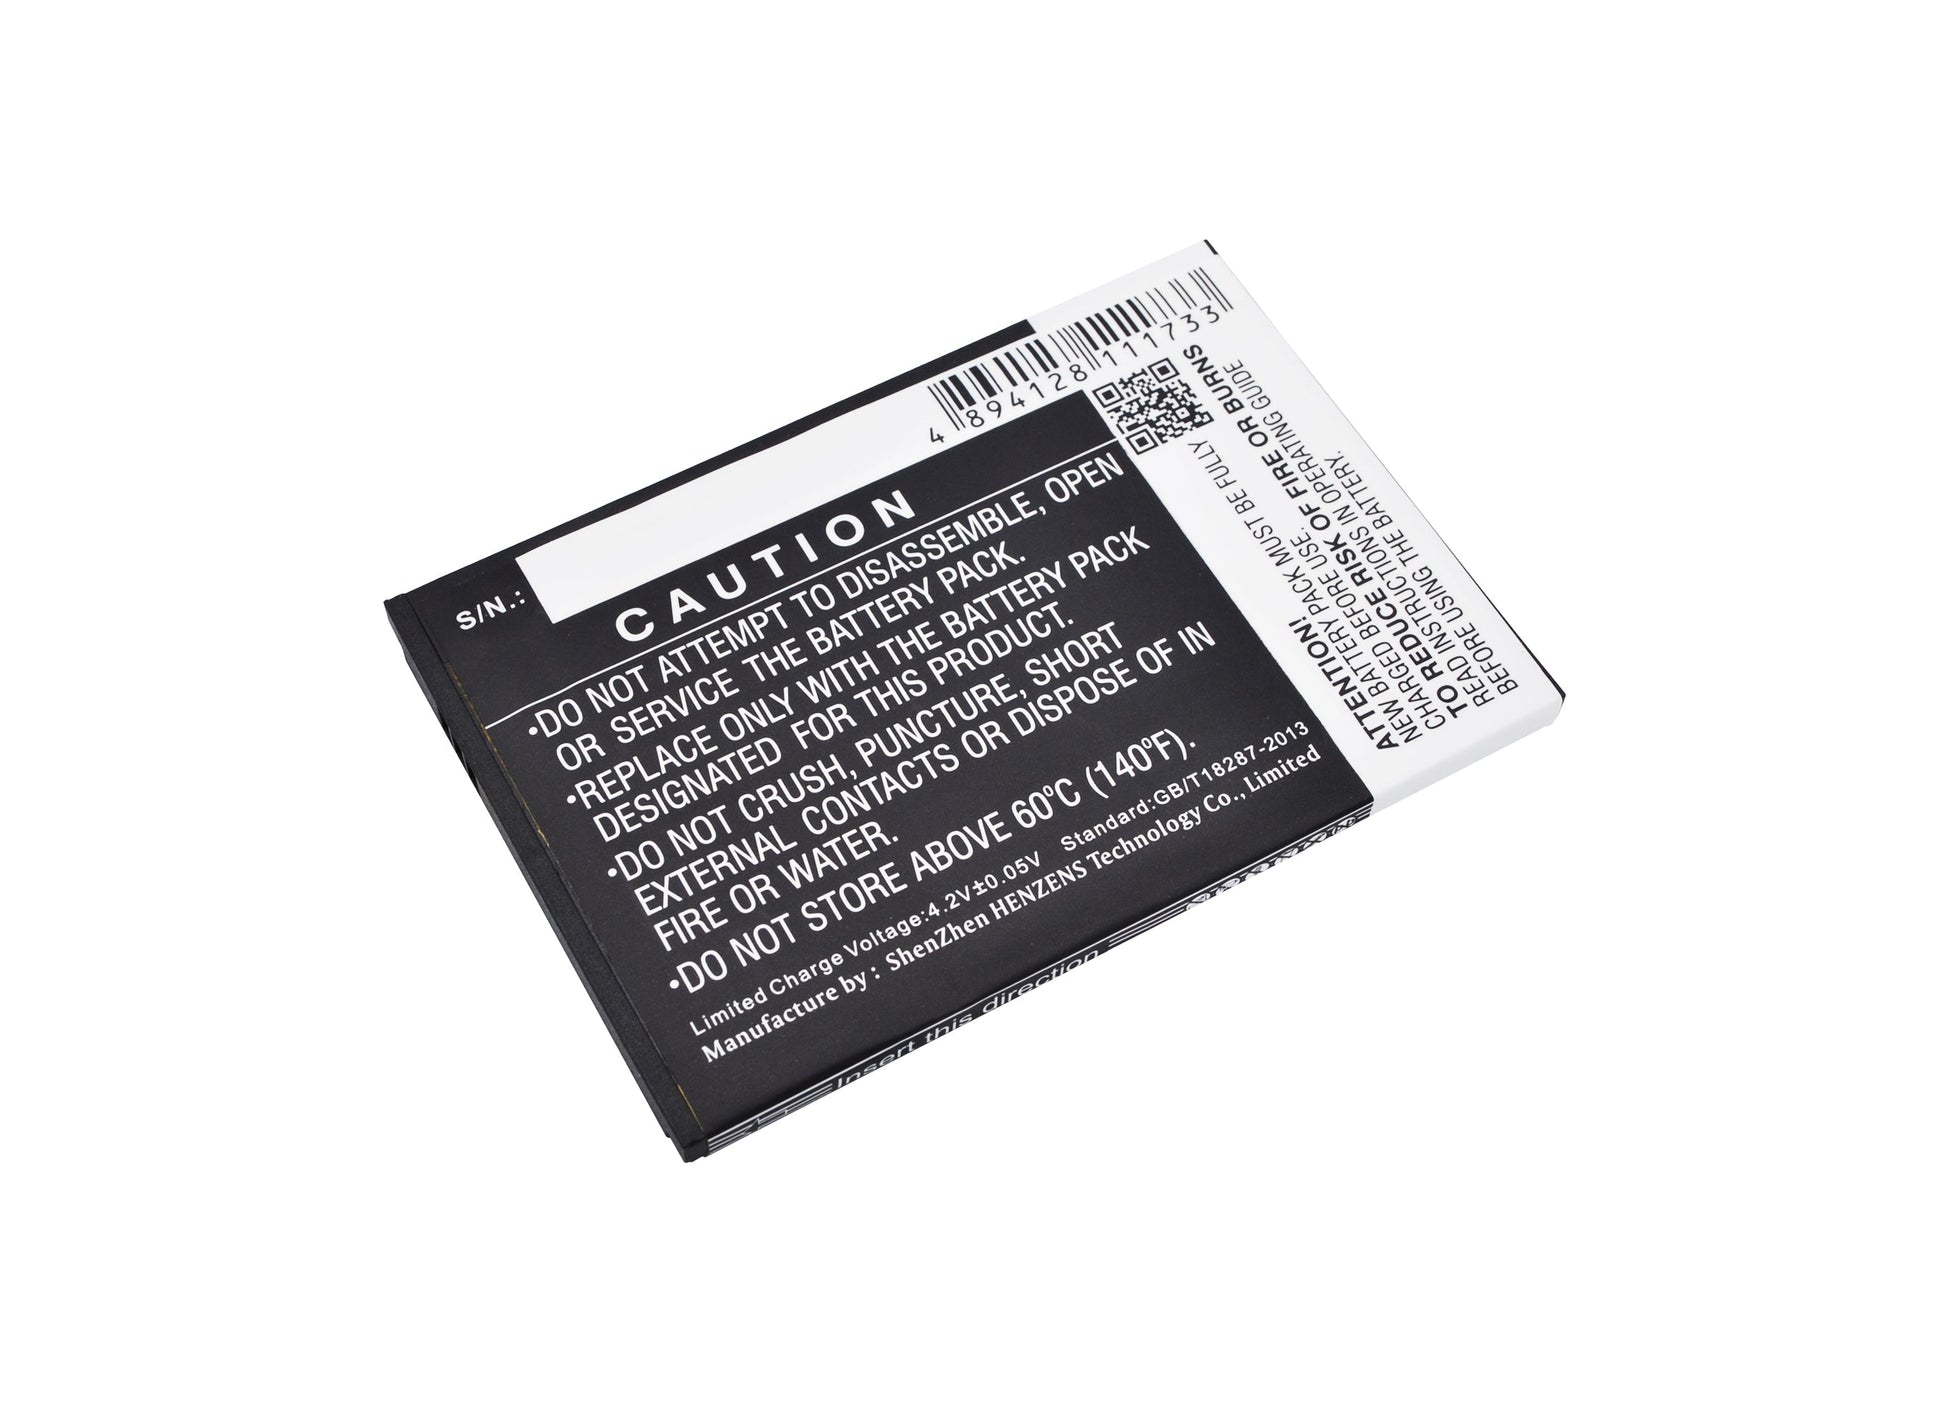 4 894128 111733
S/N.:
CAUTION
•DO NOT ATTEMPT TO DISASSEMBLE, OPEN
OR SERVICE THE BATTERY PACK.
•REPLACE ONLY WITH THE BATTERY PACK
DESIGNATED FOR THIS PRODUCT.
•DO NOT CRUSH, PUNCTURE, SHORT
EXTERNAL CONTACTS OR DISPOSE OF IN
FIRE OR WATER.
•DO NOT STORE ABOVE 60ºC (140ºF).
Limited Charge Voltage:4.2V±0.05V Standard:GB/T18287-2013
Manufacture by : ShenZhen HENZENS Technology Co., Limited
Insert this direction
ATTENTION!
NEW BATTERY PACK MUST BE FULLY
CHARGED BEFORE USE.
TO REDUCE RISK OF FIRE OR BURNS
READ INSTRUCTIONS IN OPERATING GUIDE
BEFORE USING THE BATTERY.